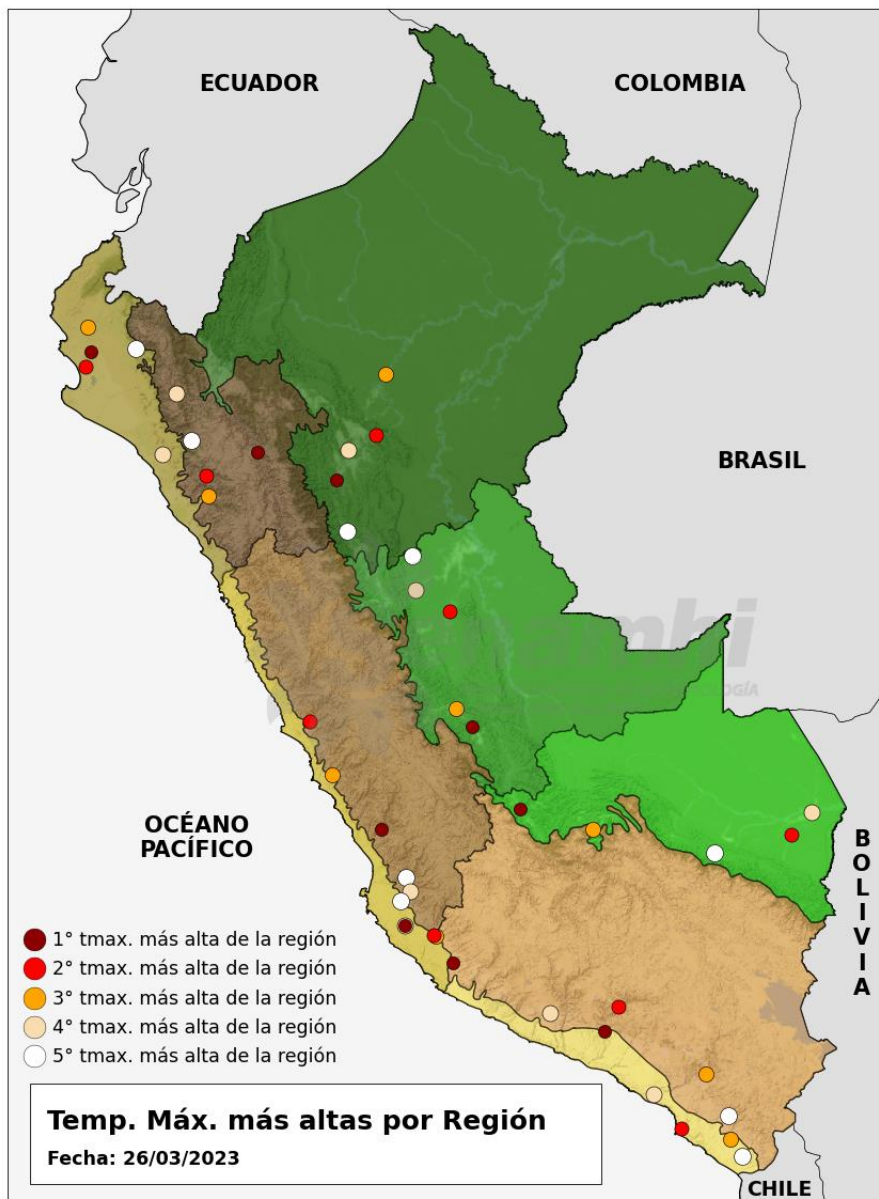 ECUADOR
COLOMBIA
BRASIL
OCÉANO
PACÍFICO
BOLIVIA
1° tmax. más alta de la región
2° tmax. más alta de la región
3° tmax. más alta de la región
4° tmax. más alta de la región
5° tmax. más alta de la región
Temp. Máx. más altas por Región
Fecha: 26/03/2023
CHILE